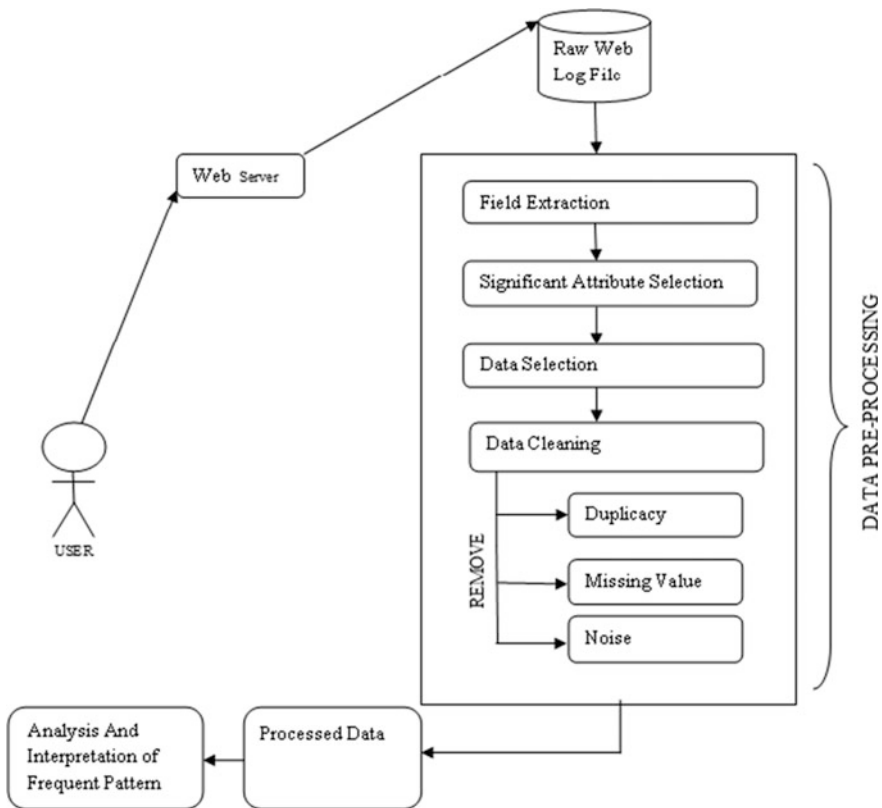 Raw Web
Log File
Web Server
Field Extraction
Significant Attribute Selection
Data Selection
Data Cleaning
REMOVE
Duplicacy
Missing Value
Noise
DATA PRE-PROCESSING
USER
Processed Data
Analysis And
Interpretation of
Frequent Pattern